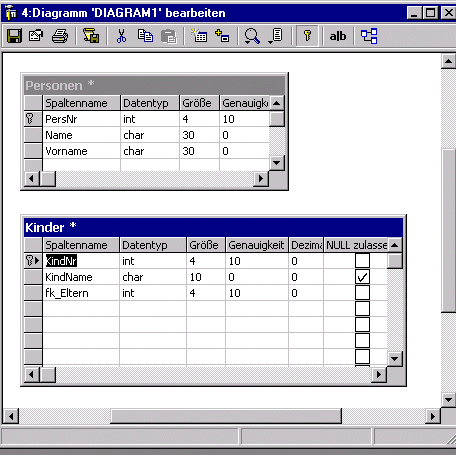 4:Diagramm 'DIAGRAM1' bearbeiten
a|b
Personen *
Spaltenname Datentyp Größe Genauigk
PersNr int 4 10
Name char 30 0
Vorname char 30 0
Kinder *
Spaltenname Datentyp Größe Genauigkeit Dezima NULL zulasse
KindNr int 4 10 0
KindName char 10 0 0
fk_Eltern int 4 10 0